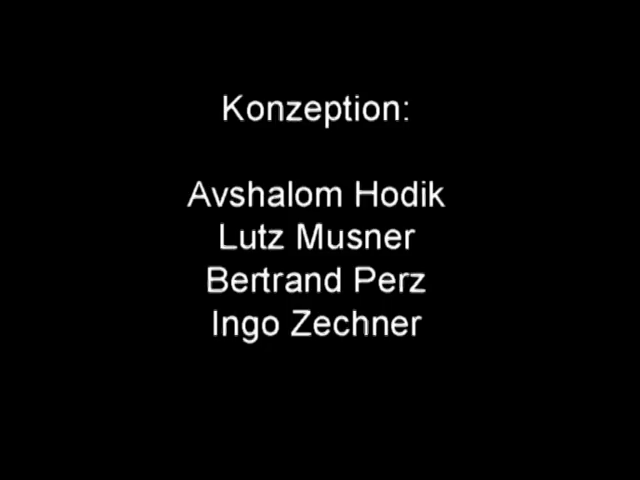 Konzeption:
Avshalom Hodik
Lutz Musner
Bertrand Perz
Ingo Zechner